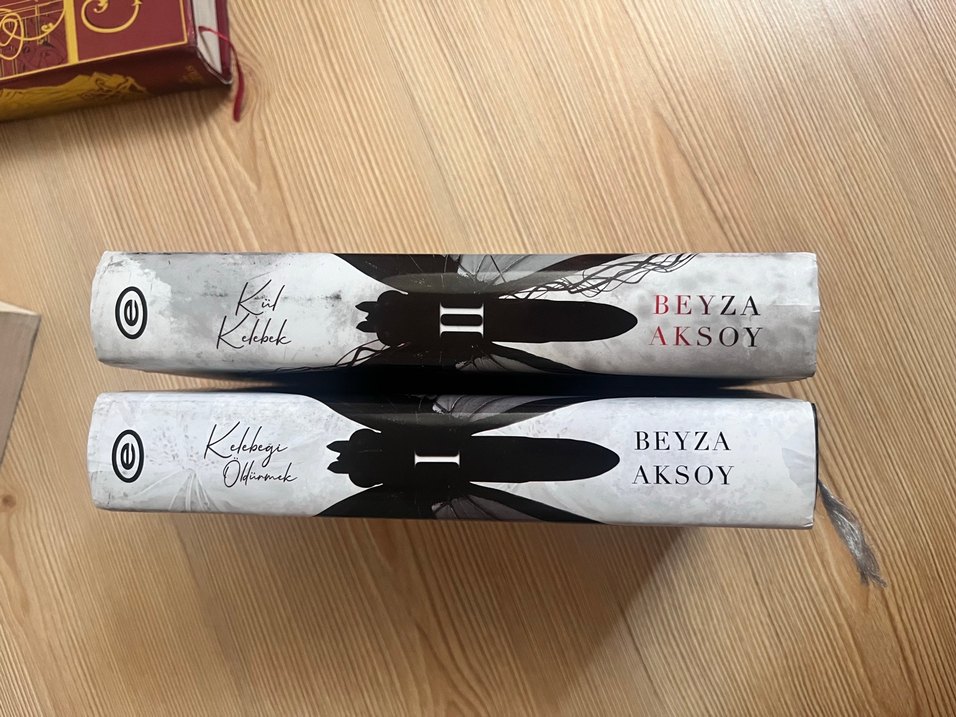 e
Kül
Kelebek
II
BEYZA
AKSOY
e
Kelebeği
Öldürmek
I
BEYZA
AKSOY